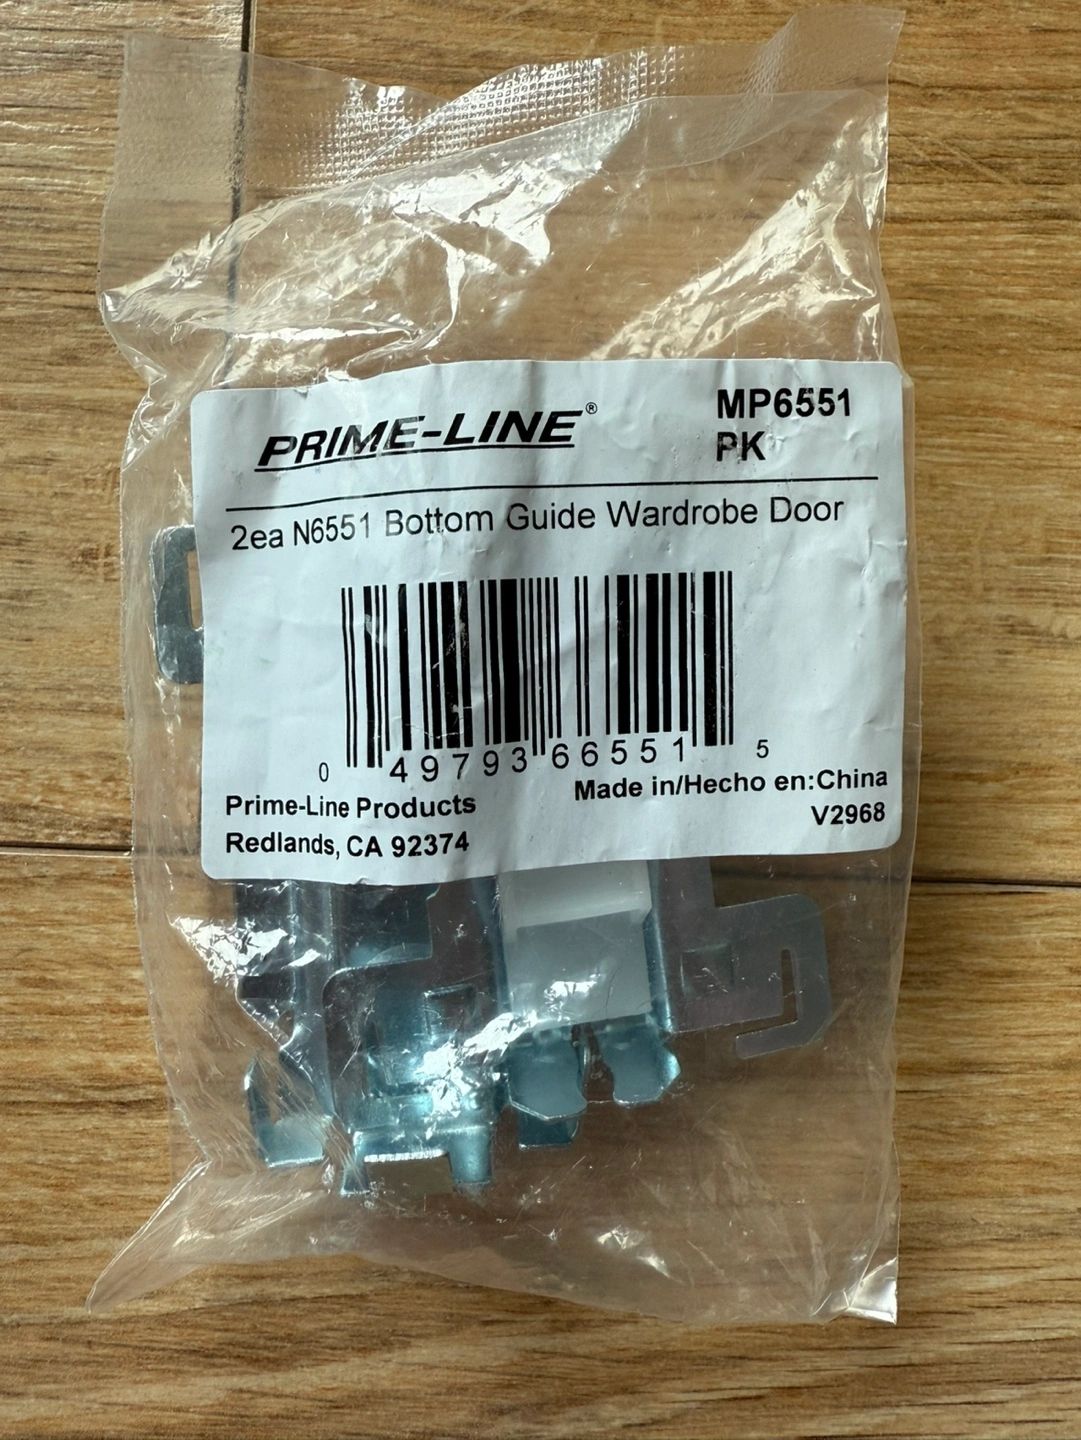 PRIME-LINE®
MP6551
PK
2ea N6551 Bottom Guide Wardrobe Door
0 49793 66551 5
Prime-Line Products
Redlands, CA 92374
Made in/Hecho en:China
V2968